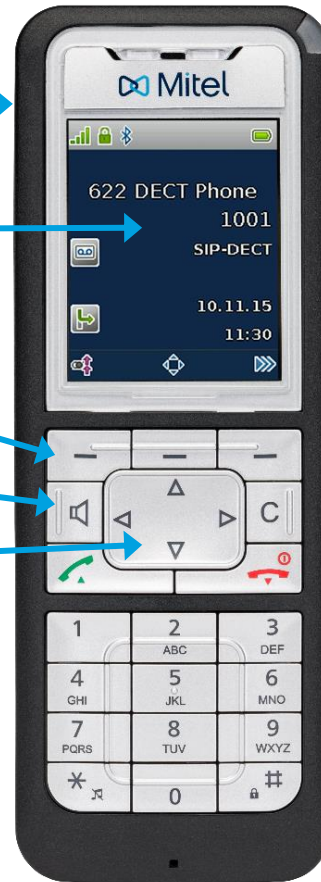 Mitel
622 DECT Phone
1001
SIP-DECT
10.11.15
11:30
C
1
2
3
ABC
DEF
4
5
6
GHI
JKL
MNO
7
8
9
PQRS
TUV
WXYZ
*
0
#